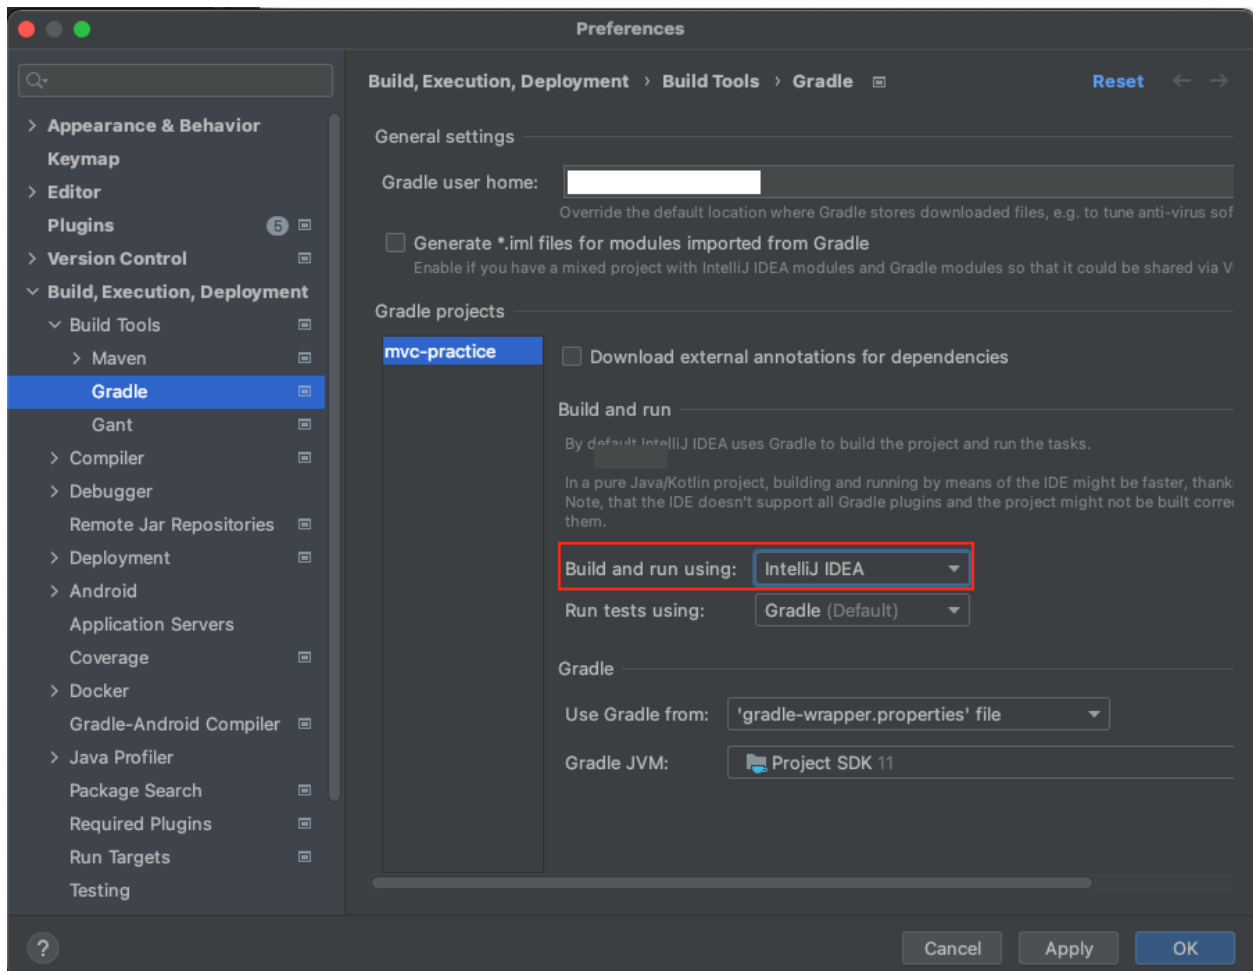 Preferences
Appearance & Behavior
Keymap
Editor
Plugins 5
Version Control
Build, Execution, Deployment
Build Tools
Maven
Gradle
Gant
Compiler
Debugger
Remote Jar Repositories
Deployment
Android
Application Servers
Coverage
Docker
Gradle-Android Compiler
Java Profiler
Package Search
Required Plugins
Run Targets
Testing
Build, Execution, Deployment › Build Tools › Gradle Reset
General settings
Gradle user home:
Override the default location where Gradle stores downloaded files, e.g. to tune anti-virus sof
Generate *.iml files for modules imported from Gradle
Enable if you have a mixed project with IntelliJ IDEA modules and Gradle modules so that it could be shared via V
Gradle projects
mvc-practice
Download external annotations for dependencies
Build and run
By default IntelliJ IDEA uses Gradle to build the project and run the tasks.
In a pure Java/Kotlin project, building and running by means of the IDE might be faster, thank
Note, that the IDE doesn't support all Gradle plugins and the project might not be built corre
them.
Build and run using: IntelliJ IDEA
Run tests using: Gradle (Default)
Gradle
Use Gradle from: 'gradle-wrapper.properties' file
Gradle JVM: Project SDK 11
? Cancel Apply OK